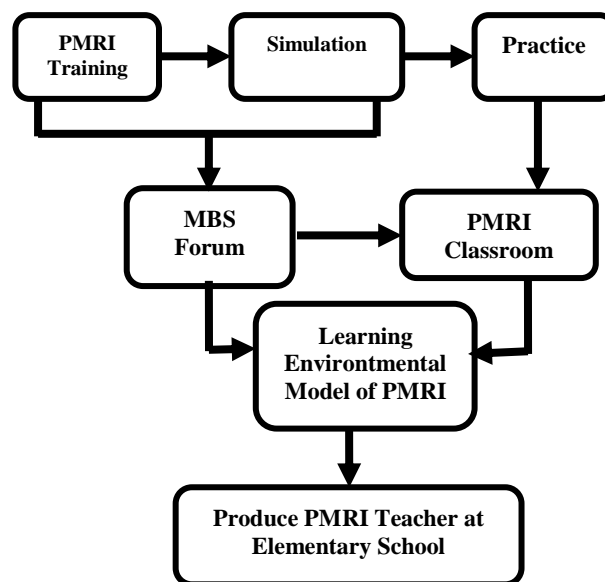 PMRI
Training
Simulation
Practice
MBS
Forum
PMRI
Classroom
Learning
Environtmental
Model of PMRI
Produce PMRI Teacher at
Elementary School